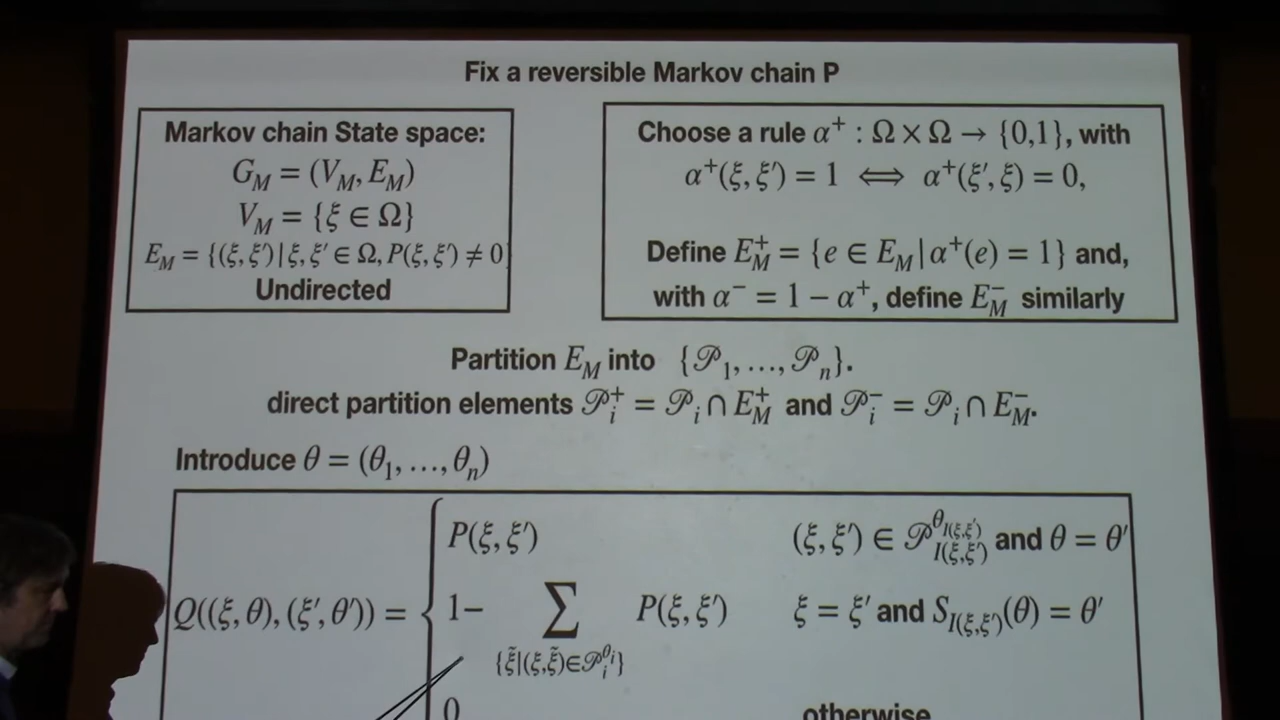 Fix a reversible Markov chain P
Markov chain State space:
G_M = (V_M, E_M)
V_M = {ξ ∈ Ω}
E_M = {(ξ, ξ′) | ξ, ξ′ ∈ Ω, P(ξ, ξ′) ≠ 0
Undirected
Choose a rule α⁺ : Ω × Ω → {0,1}, with
α⁺(ξ, ξ′) = 1 ⟺ α⁺(ξ′, ξ) = 0,
Define E_M⁺ = {e ∈ E_M | α⁺(e) = 1} and,
with α⁻ = 1 − α⁺, define E_M⁻ similarly
Partition E_M into {𝒫_1, …, 𝒫_n}.
direct partition elements 𝒫_i⁺ = 𝒫_i ∩ E_M⁺ and 𝒫_i⁻ = 𝒫_i ∩ E_M⁻.
Introduce θ = (θ_1, …, θ_n)
P(ξ, ξ′) (ξ, ξ′) ∈ 𝒫_{I(ξ,ξ′)}^{θ_{I(ξ,ξ′)}} and θ = θ′
Q((ξ, θ), (ξ′, θ′)) = { 1− ∑_{{ξ̃|(ξ,ξ̃)∈𝒫_i^{θ_i}}} P(ξ, ξ′) ξ = ξ′ and S_{I(ξ,ξ′)}(θ) = θ′
0 otherwise